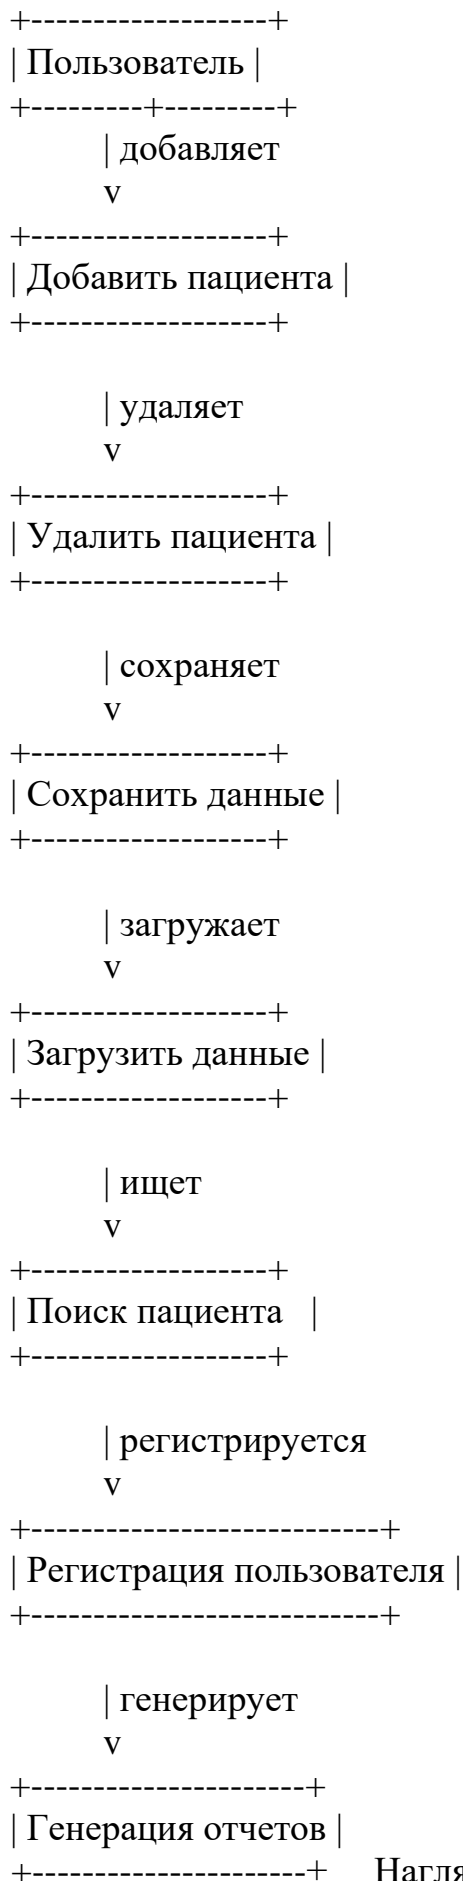 +-------------------+
| Пользователь |
+---------+---------+
| добавляет
v
+-------------------+
| Добавить пациента |
+-------------------+
| удаляет
v
+-------------------+
| Удалить пациента |
+-------------------+
| сохраняет
v
+-------------------+
| Сохранить данные |
+-------------------+
| загружает
v
+-------------------+
| Загрузить данные |
+-------------------+
| ищет
v
+-------------------+
| Поиск пациента |
+-------------------+
| регистрируется
v
+----------------------------+
| Регистрация пользователя |
+----------------------------+
| генерирует
v
+----------------------+
| Генерация отчетов |
+----------------------+